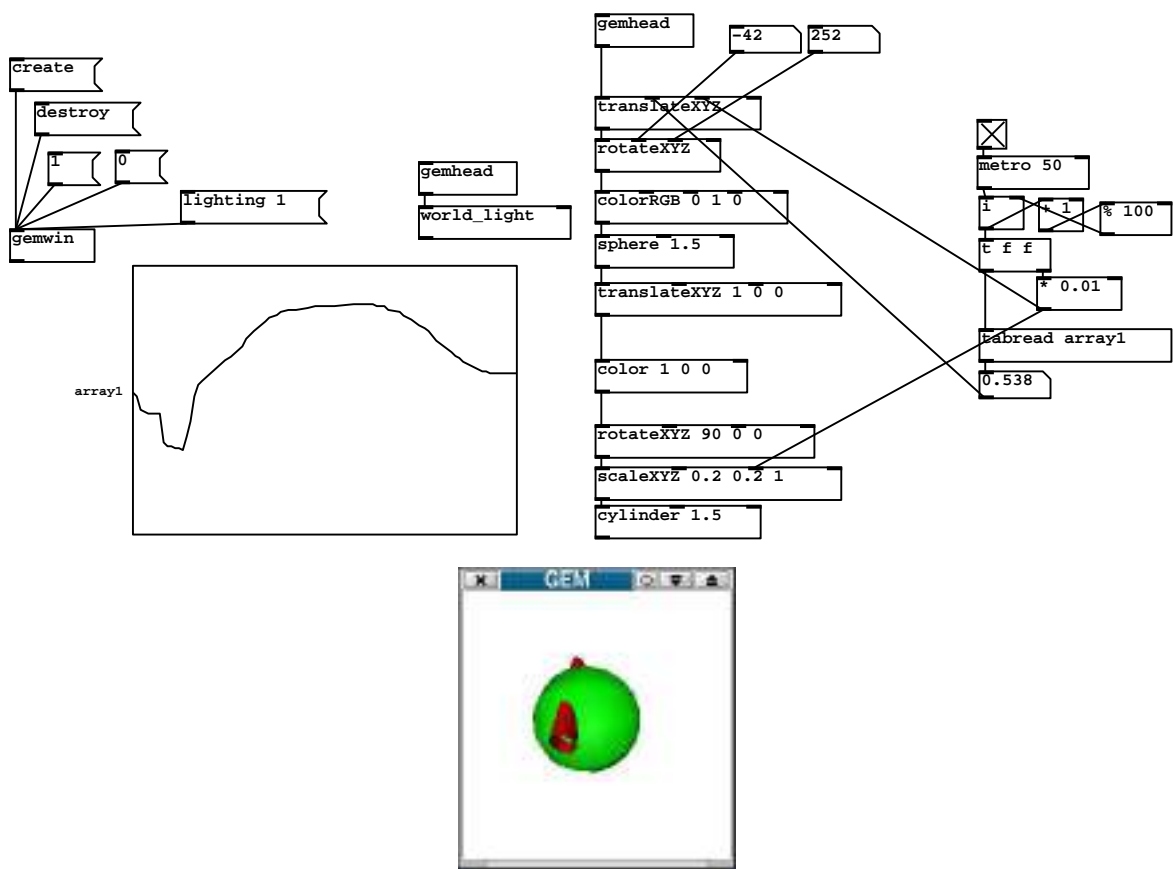 create
destroy
1
0
lighting 1
gemwin
gemhead
world_light
array1
gemhead
-42
252
translateXYZ
rotateXYZ
colorRGB 0 1 0
sphere 1.5
translateXYZ 1 0 0
color 1 0 0
rotateXYZ 90 0 0
scaleXYZ 0.2 0.2 1
cylinder 1.5
metro 50
i
+ 1
% 100
t f f
* 0.01
tabread array1
0.538
GEM